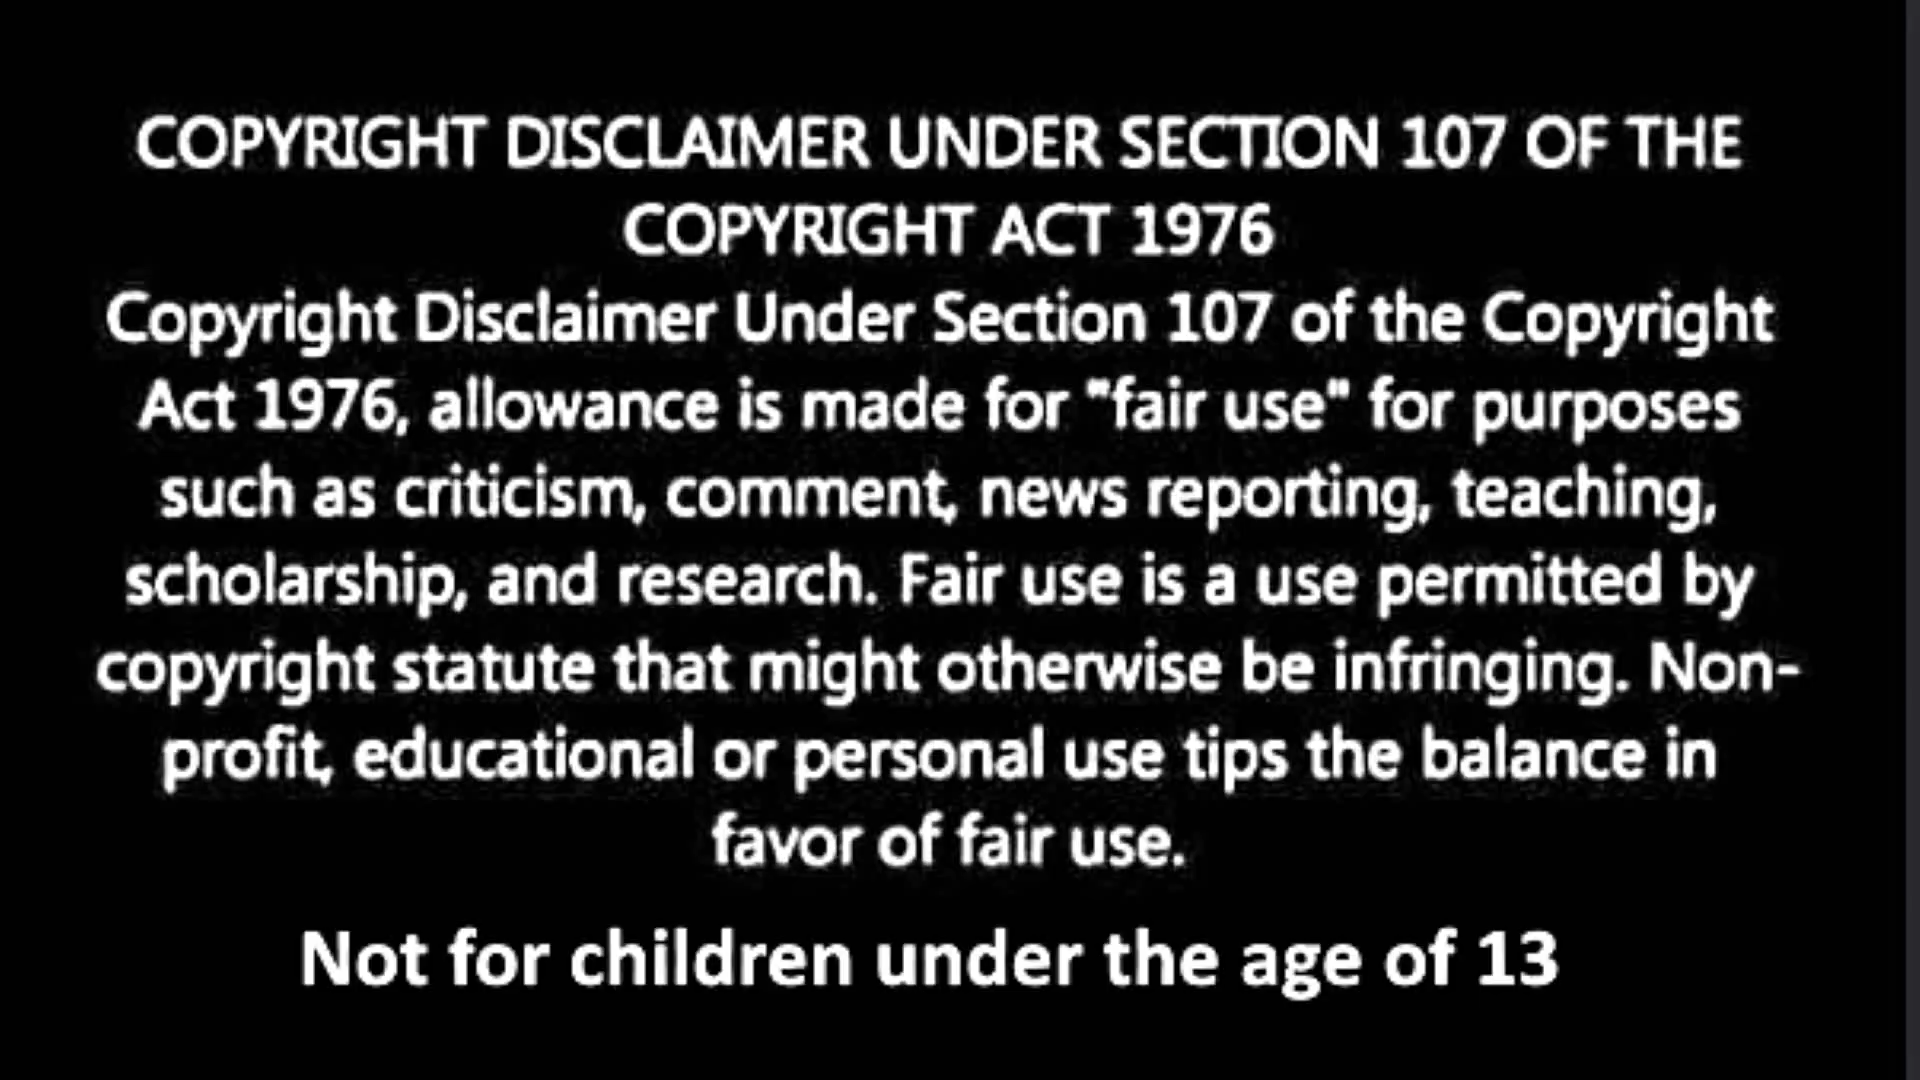 COPYRIGHT DISCLAIMER UNDER SECTION 107 OF THE
COPYRIGHT ACT 1976
Copyright Disclaimer Under Section 107 of the Copyright
Act 1976, allowance is made for "fair use" for purposes
such as criticism, comment, news reporting, teaching,
scholarship, and research. Fair use is a use permitted by
copyright statute that might otherwise be infringing. Non-
profit, educational or personal use tips the balance in
favor of fair use.
Not for children under the age of 13